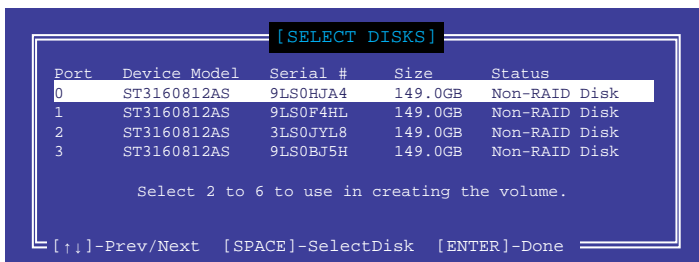 [SELECT DISKS]
Port Device Model Serial # Size Status
0 ST3160812AS 9LS0HJA4 149.0GB Non-RAID Disk
1 ST3160812AS 9LS0F4HL 149.0GB Non-RAID Disk
2 ST3160812AS 3LS0JYL8 149.0GB Non-RAID Disk
3 ST3160812AS 9LS0BJ5H 149.0GB Non-RAID Disk
Select 2 to 6 to use in creating the volume.
[↑↓]-Prev/Next [SPACE]-SelectDisk [ENTER]-Done